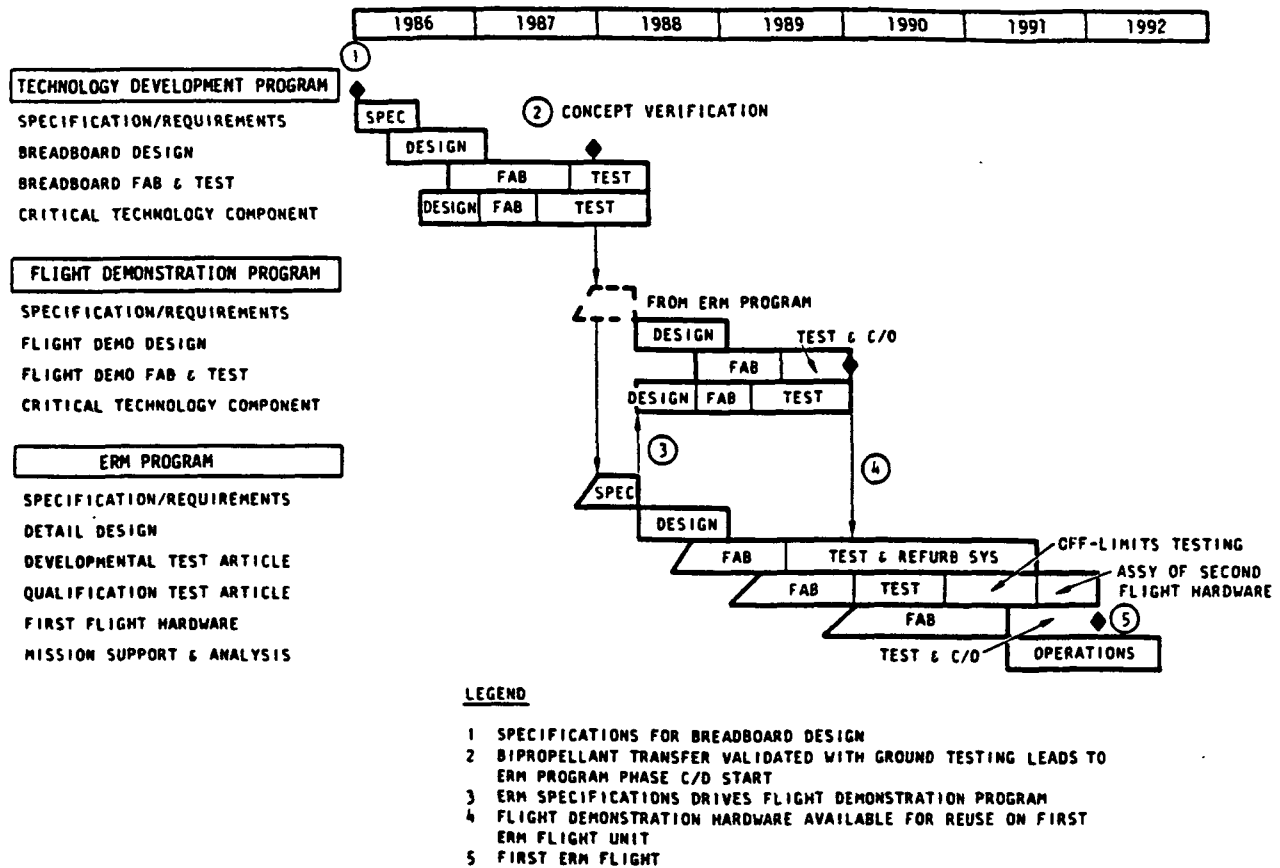 1986 1987 1988 1989 1990 1991 1992
1
TECHNOLOGY DEVELOPMENT PROGRAM
SPECIFICATION/REQUIREMENTS
SPEC
2 CONCEPT VERIFICATION
BREADBOARD DESIGN
DESIGN
BREADBOARD FAB & TEST
FAB TEST
CRITICAL TECHNOLOGY COMPONENT
DESIGN FAB TEST
FLIGHT DEMONSTRATION PROGRAM
SPECIFICATION/REQUIREMENTS
FROM ERM PROGRAM
FLIGHT DEMO DESIGN
DESIGN
TEST & C/O
FLIGHT DEMO FAB & TEST
FAB
CRITICAL TECHNOLOGY COMPONENT
DESIGN FAB TEST
3
4
ERM PROGRAM
SPECIFICATION/REQUIREMENTS
SPEC
DETAIL DESIGN
DESIGN
DEVELOPMENTAL TEST ARTICLE
FAB TEST & REFURB SYS
OFF-LIMITS TESTING
QUALIFICATION TEST ARTICLE
FAB TEST
ASSY OF SECOND
FLIGHT HARDWARE
FIRST FLIGHT HARDWARE
FAB
5
MISSION SUPPORT & ANALYSIS
TEST & C/O
OPERATIONS
LEGEND
1 SPECIFICATIONS FOR BREADBOARD DESIGN
2 BIPROPELLANT TRANSFER VALIDATED WITH GROUND TESTING LEADS TO
ERM PROGRAM PHASE C/D START
3 ERM SPECIFICATIONS DRIVES FLIGHT DEMONSTRATION PROGRAM
4 FLIGHT DEMONSTRATION HARDWARE AVAILABLE FOR REUSE ON FIRST
ERM FLIGHT UNIT
5 FIRST ERM FLIGHT